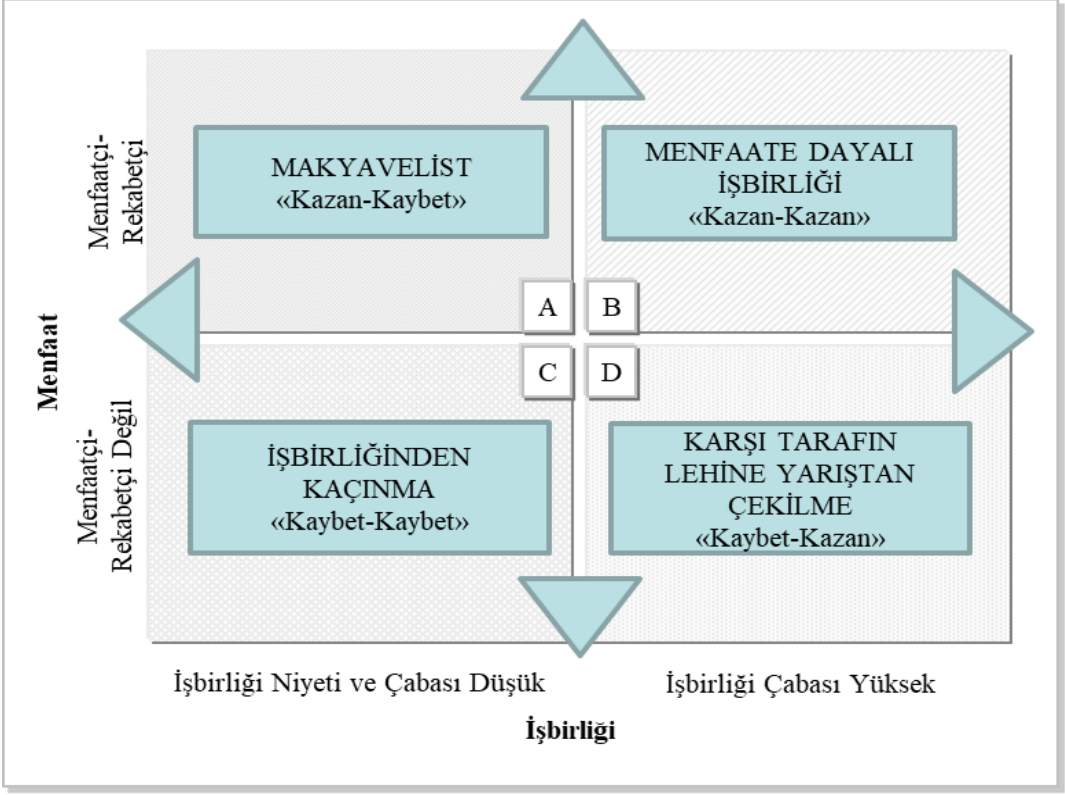 Menfaatçi-
Rekabetçi
MAKYAVELİST
«Kazan-Kaybet»
MENFAATE DAYALI
İŞBİRLİĞİ
«Kazan-Kazan»
A
B
C
D
Menfaat
Menfaatçi-
Rekabetçi Değil
İŞBİRLİĞİNDEN
KAÇINMA
«Kaybet-Kaybet»
KARŞI TARAFIN
LEHİNE YARIŞTAN
ÇEKİLME
«Kaybet-Kazan»
İşbirliği Niyeti ve Çabası Düşük
İşbirliği Çabası Yüksek
İşbirliği